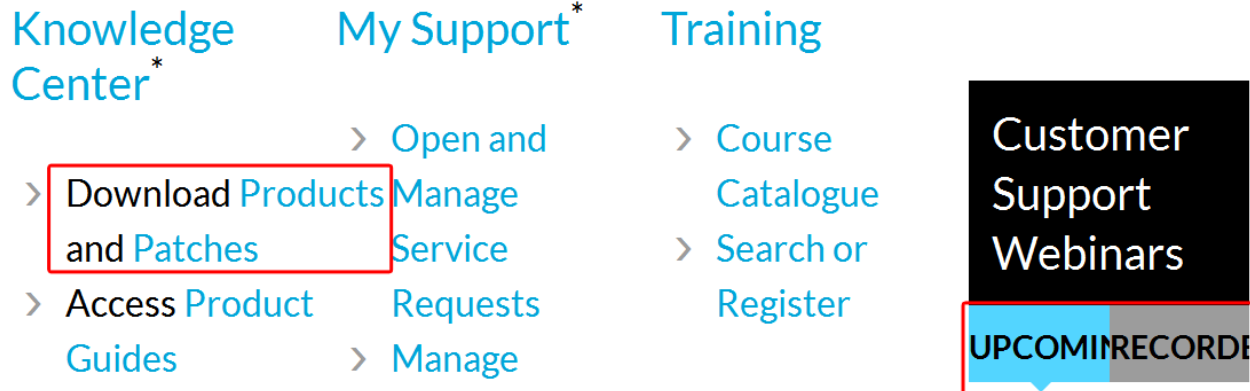 Knowledge
Center*
Download Products
and Patches
Access Product
Guides
My Support*
Open and
Manage
Service
Requests
Manage
Training
Course
Catalogue
Search or
Register
Customer
Support
Webinars
UPCOMIN
RECORDE